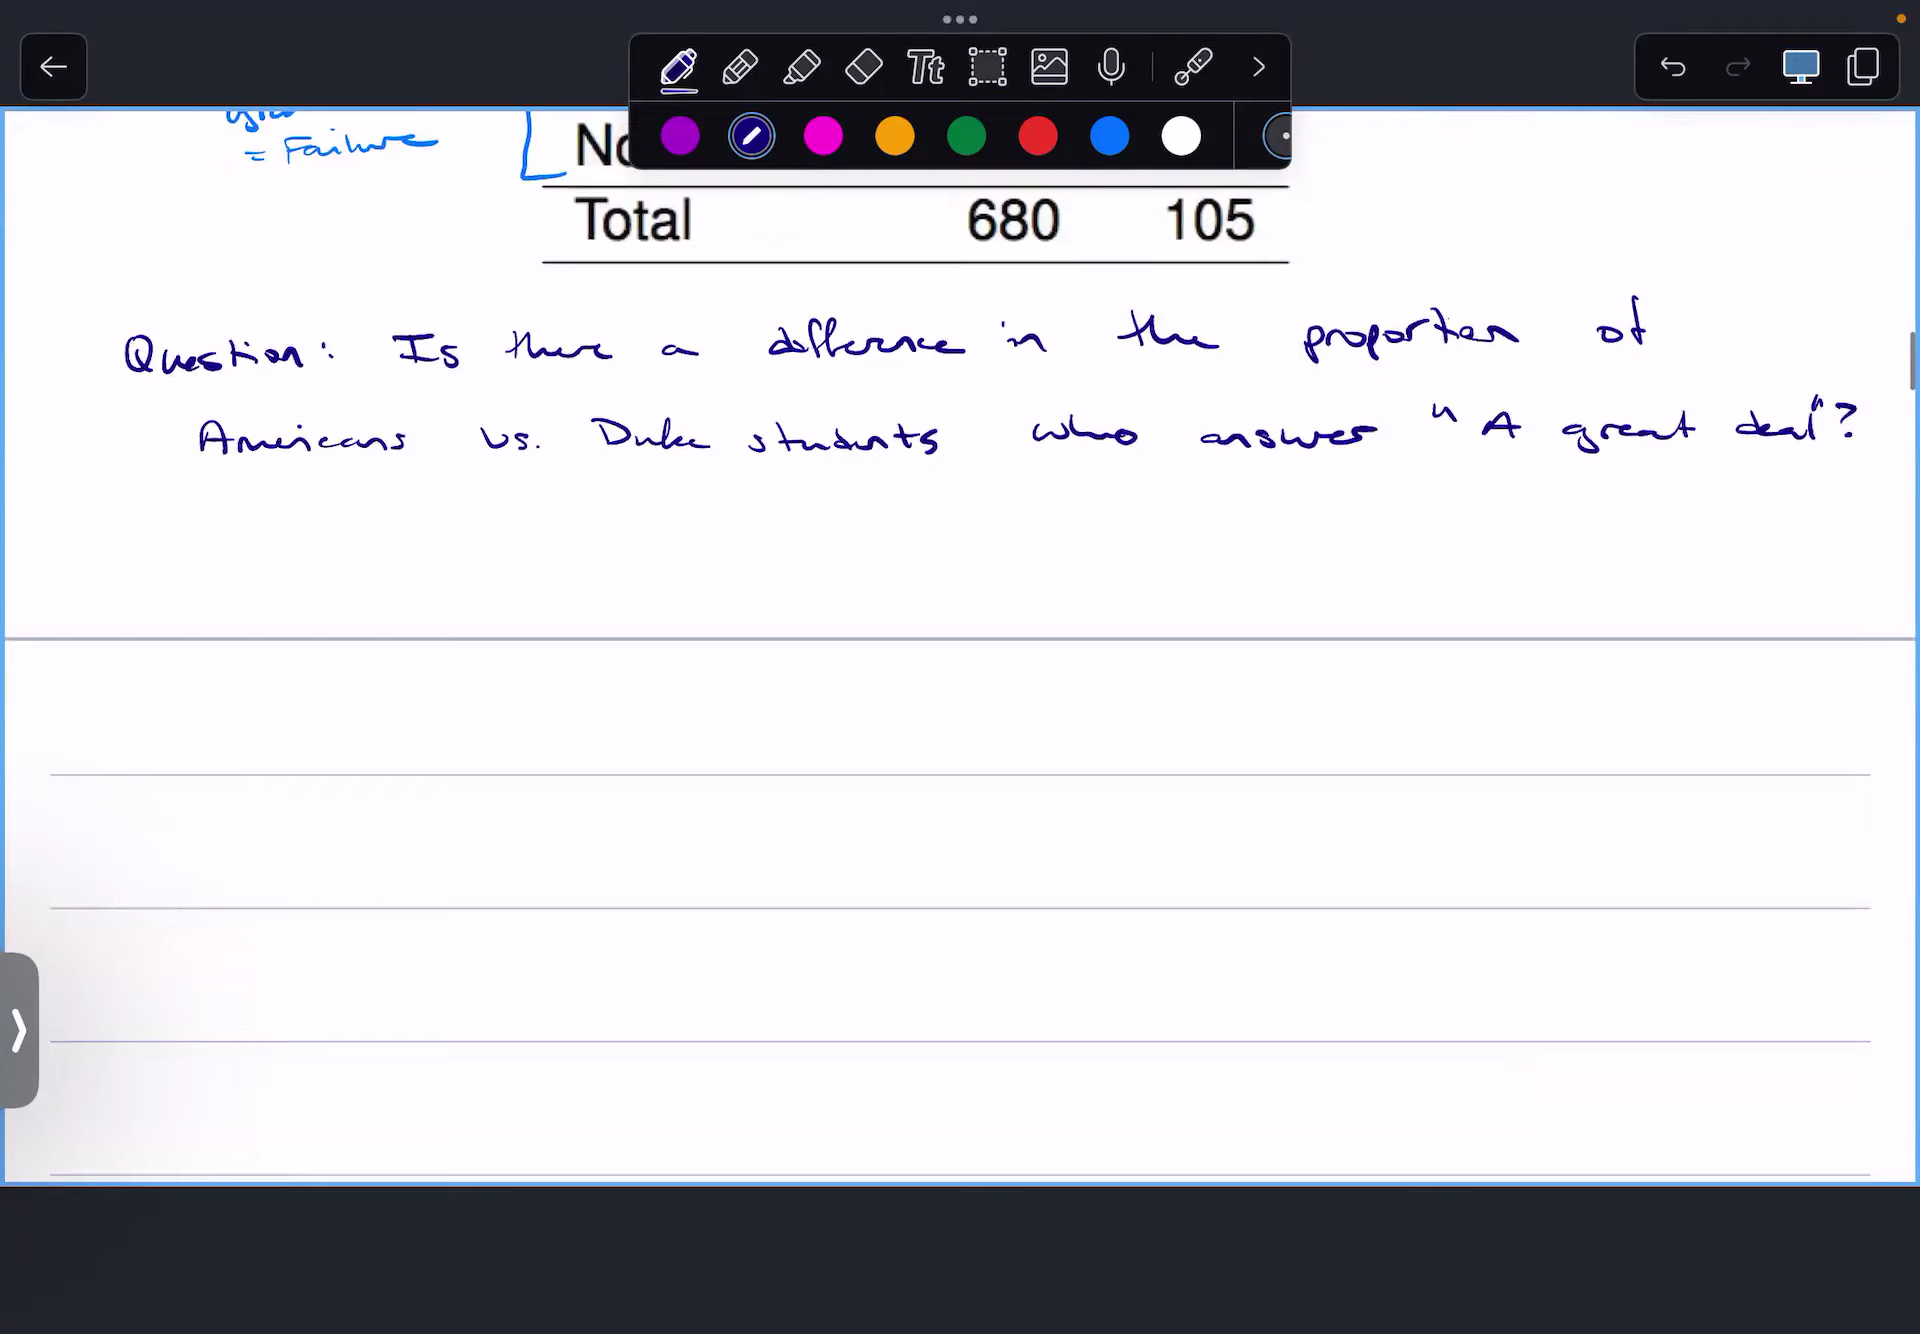 Tt
= Failure
No
Total 680 105
Question: Is there a difference in the proportion of
Americans vs. Duke students who answer "A great deal"?